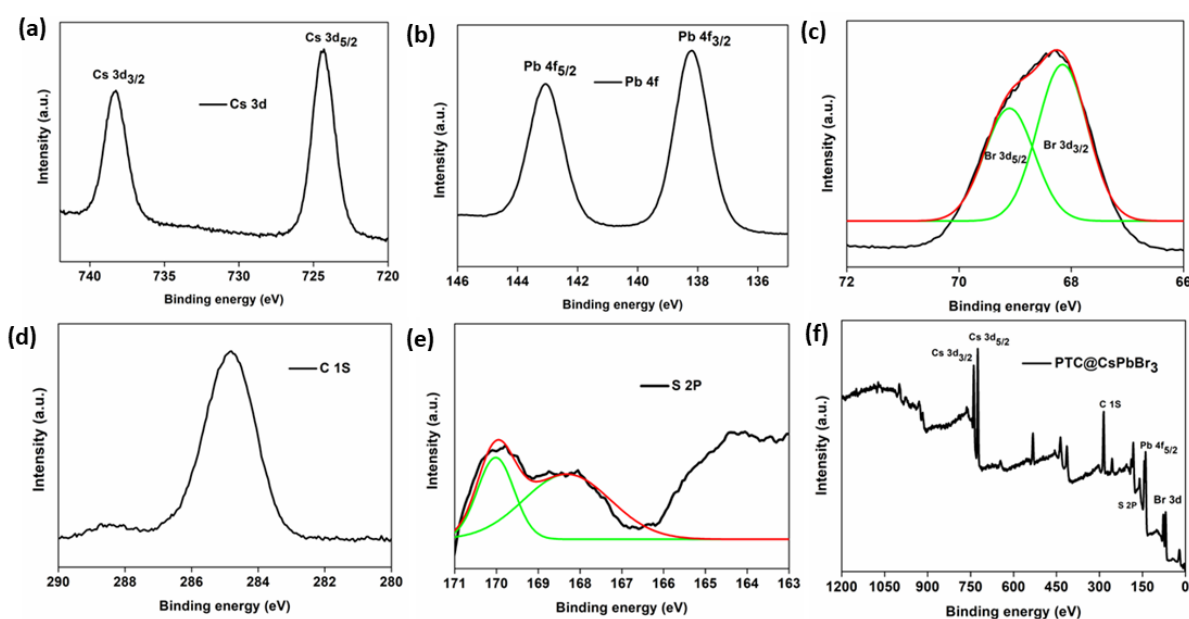 (a)
Cs 3d3/2
Cs 3d5/2
Cs 3d
Intensity (a.u.)
740 730 720
Binding energy (eV)
(b)
Pb 4f5/2
Pb 4f3/2
Pb 4f
Intensity (a.u.)
146 144 142 140 138 136
Binding energy (eV)
(c)
Br 3d5/2
Br 3d3/2
Intensity (a.u.)
72 70 68 66
Binding energy (eV)
(d)
C 1S
Intensity (a.u.)
290 288 286 284 282 280
Binding energy (eV)
(e)
S 2P
Intensity (a.u.)
171 170 169 168 167 166 165 164 163
Binding energy (eV)
(f)
Cs 3d5/2
Cs 3d3/2
PTC@CsPbBr3
C 1S
Pb 4f5/2
S 2P
Br 3d
Intensity (a.u.)
1200 1050 900 750 600 450 300 150 0
Binding energy (eV)